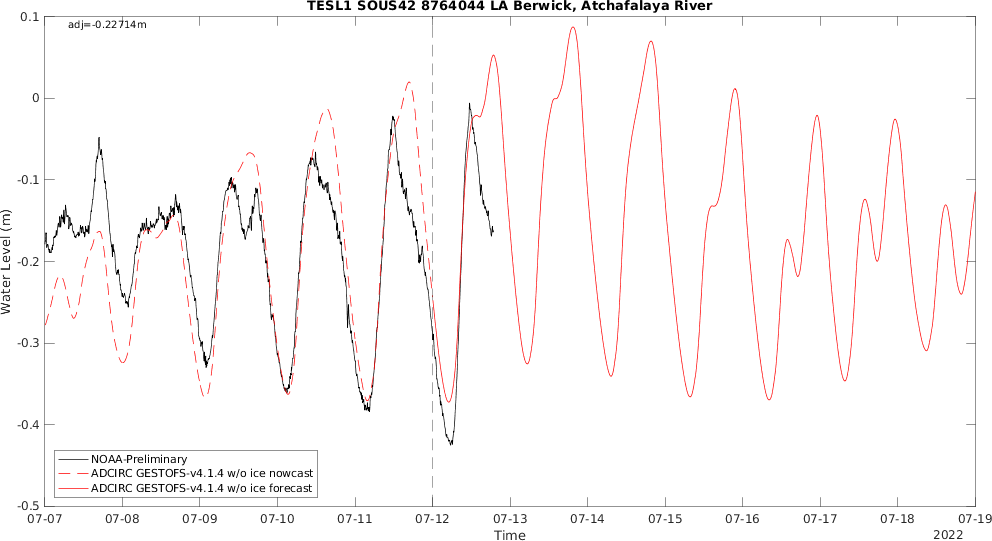 TESL1 SOUS42 8764044 LA Berwick, Atchafalaya River
adj=-0.22714m
0.1
0
-0.1
-0.2
-0.3
-0.4
-0.5
Water Level (m)
NOAA-Preliminary
ADCIRC GESTOFS-v4.1.4 w/o ice nowcast
ADCIRC GESTOFS-v4.1.4 w/o ice forecast
07-07 07-08 07-09 07-10 07-11 07-12 07-13 07-14 07-15 07-16 07-17 07-18 07-19
Time
2022